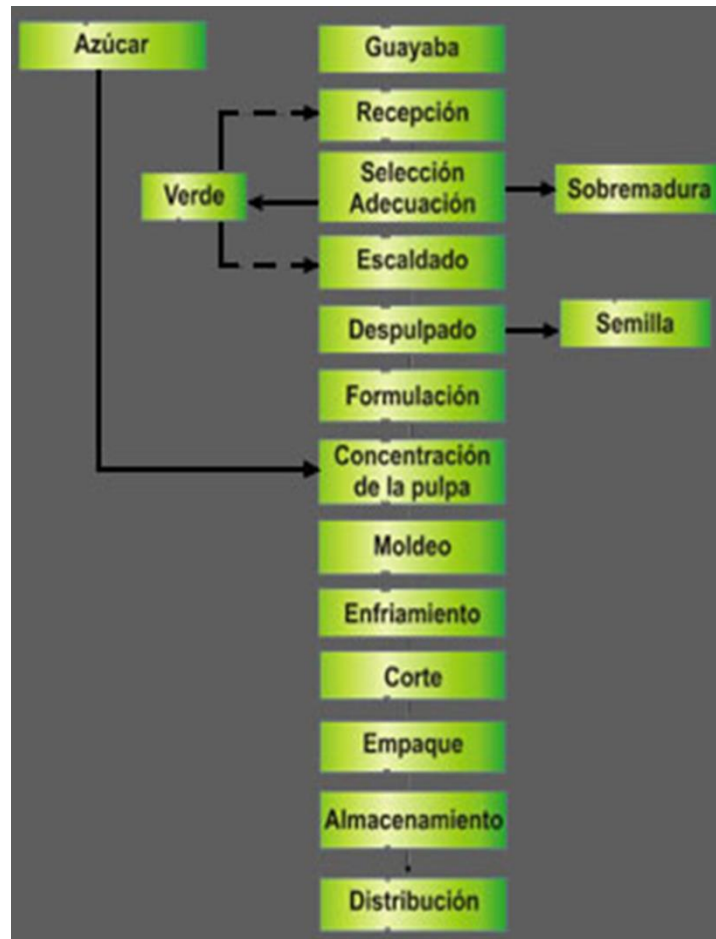 Azúcar
Guayaba
Recepción
Selección
Adecuación
Verde
Sobremadura
Escaldado
Despulpado
Semilla
Formulación
Concentración
de la pulpa
Moldeo
Enfriamiento
Corte
Empaque
Almacenamiento
Distribución